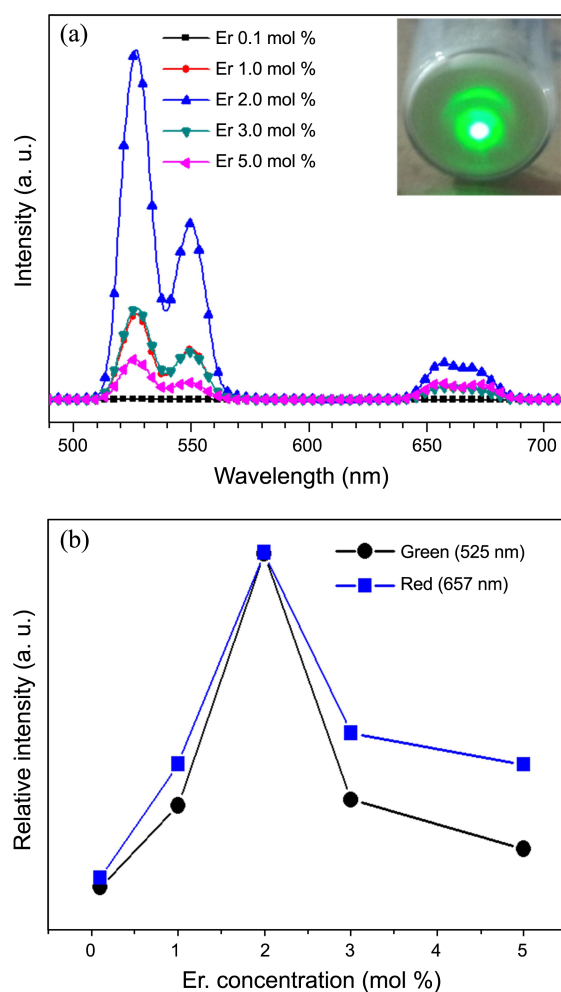 (a)
Er 0.1 mol %
Er 1.0 mol %
Er 2.0 mol %
Er 3.0 mol %
Er 5.0 mol %
Intensity (a. u.)
500 550 600 650 700
Wavelength (nm)
(b)
Green (525 nm)
Red (657 nm)
Relative intensity (a. u.)
0 1 2 3 4 5
Er. concentration (mol %)